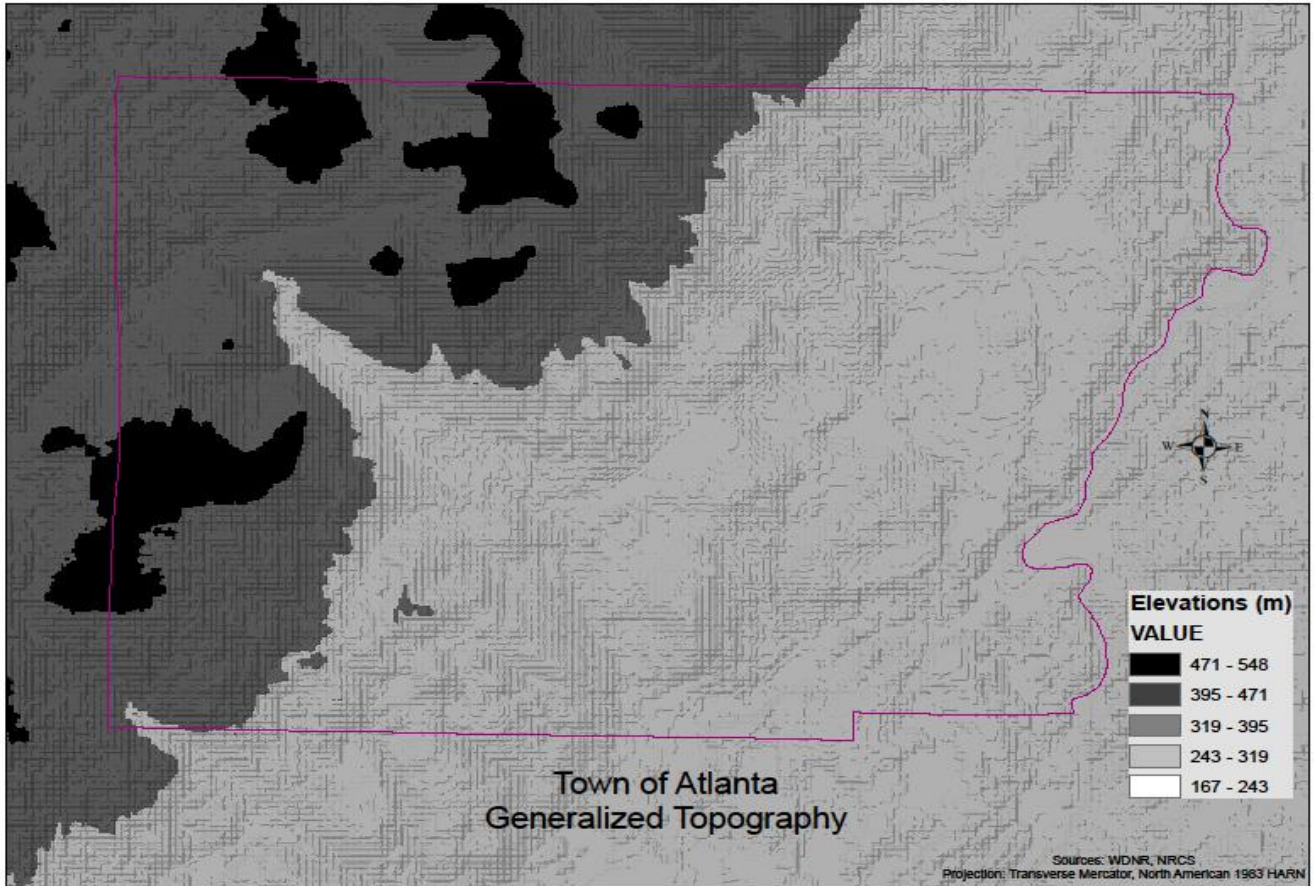 N
W E
S
Elevations (m)
VALUE
471 - 548
395 - 471
319 - 395
243 - 319
167 - 243
Town of Atlanta
Generalized Topography
Sources: WDNR, NRCS
Projection: Transverse Mercator, North American 1983 HARN